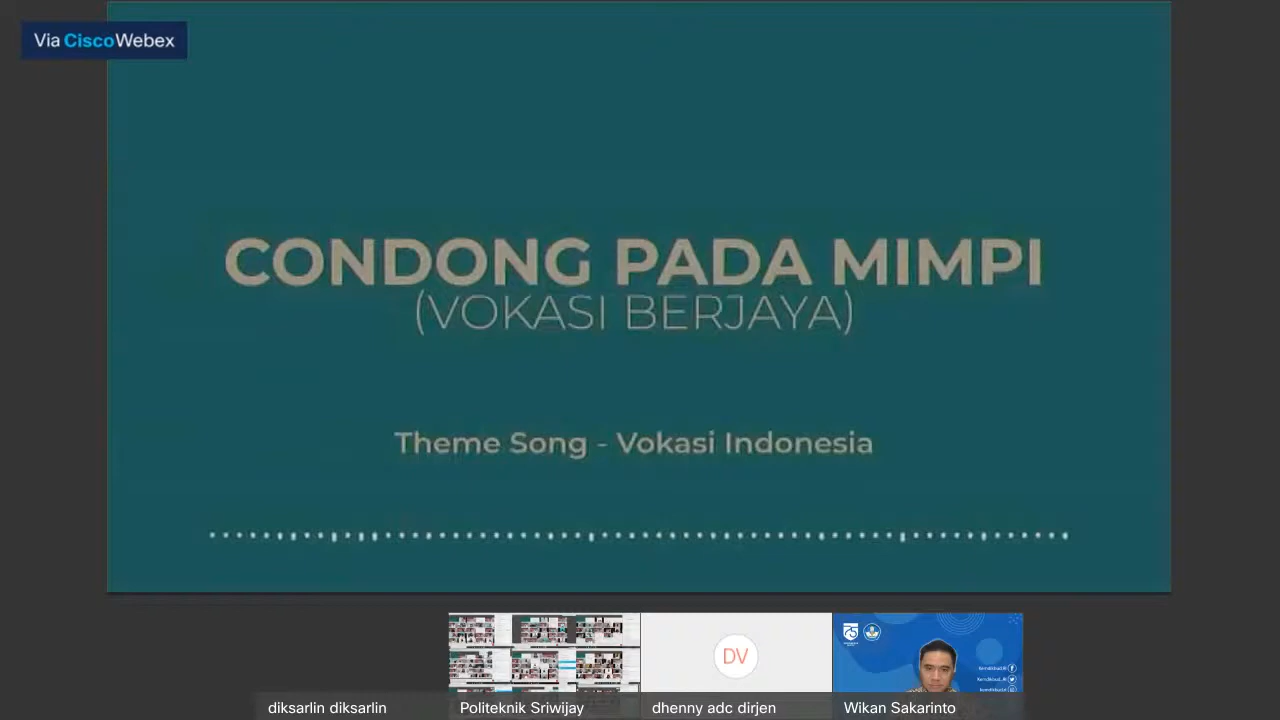 Via CiscoWebex
CONDONG PADA MIMPI
(VOKASI BERJAYA)
Theme Song - Vokasi Indonesia
DV
diksarlin diksarlin
Politeknik Sriwijay
dhenny adc dirjen
Wikan Sakarinto